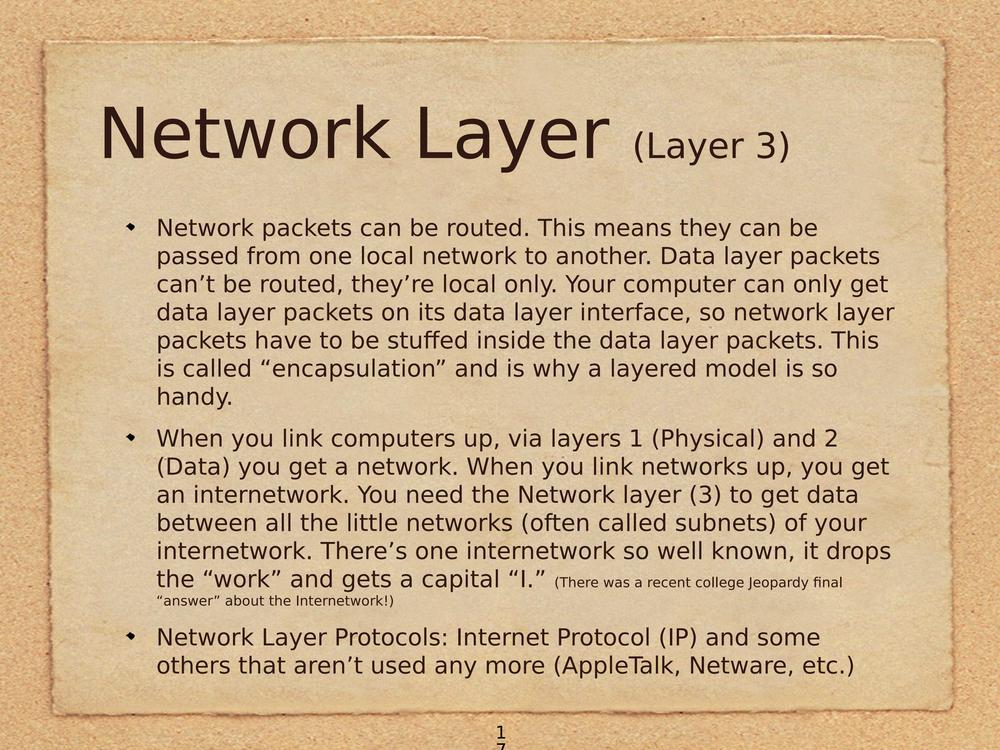 Network Layer (Layer 3)
Network packets can be routed. This means they can be
passed from one local network to another. Data layer packets
can’t be routed, they’re local only. Your computer can only get
data layer packets on its data layer interface, so network layer
packets have to be stuffed inside the data layer packets. This
is called “encapsulation” and is why a layered model is so
handy.
When you link computers up, via layers 1 (Physical) and 2
(Data) you get a network. When you link networks up, you get
an internetwork. You need the Network layer (3) to get data
between all the little networks (often called subnets) of your
internetwork. There’s one internetwork so well known, it drops
the “work” and gets a capital “I.” (There was a recent college Jeopardy final
“answer” about the Internetwork!)
Network Layer Protocols: Internet Protocol (IP) and some
others that aren’t used any more (AppleTalk, Netware, etc.)
1
7